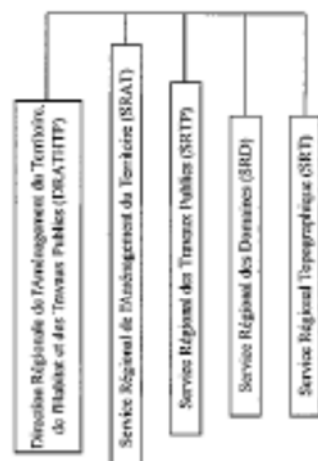 Direction Régionale de l'Aménagement du Territoire,
de l'Habitat et des Travaux Publics (DRATHTP)
Service Régional de l'Aménagement du Territoire (SRAT)
Service Régional des Travaux Publics (SRTP)
Service Régional des Domaines (SRD)
Service Régional Topographique (SRT)